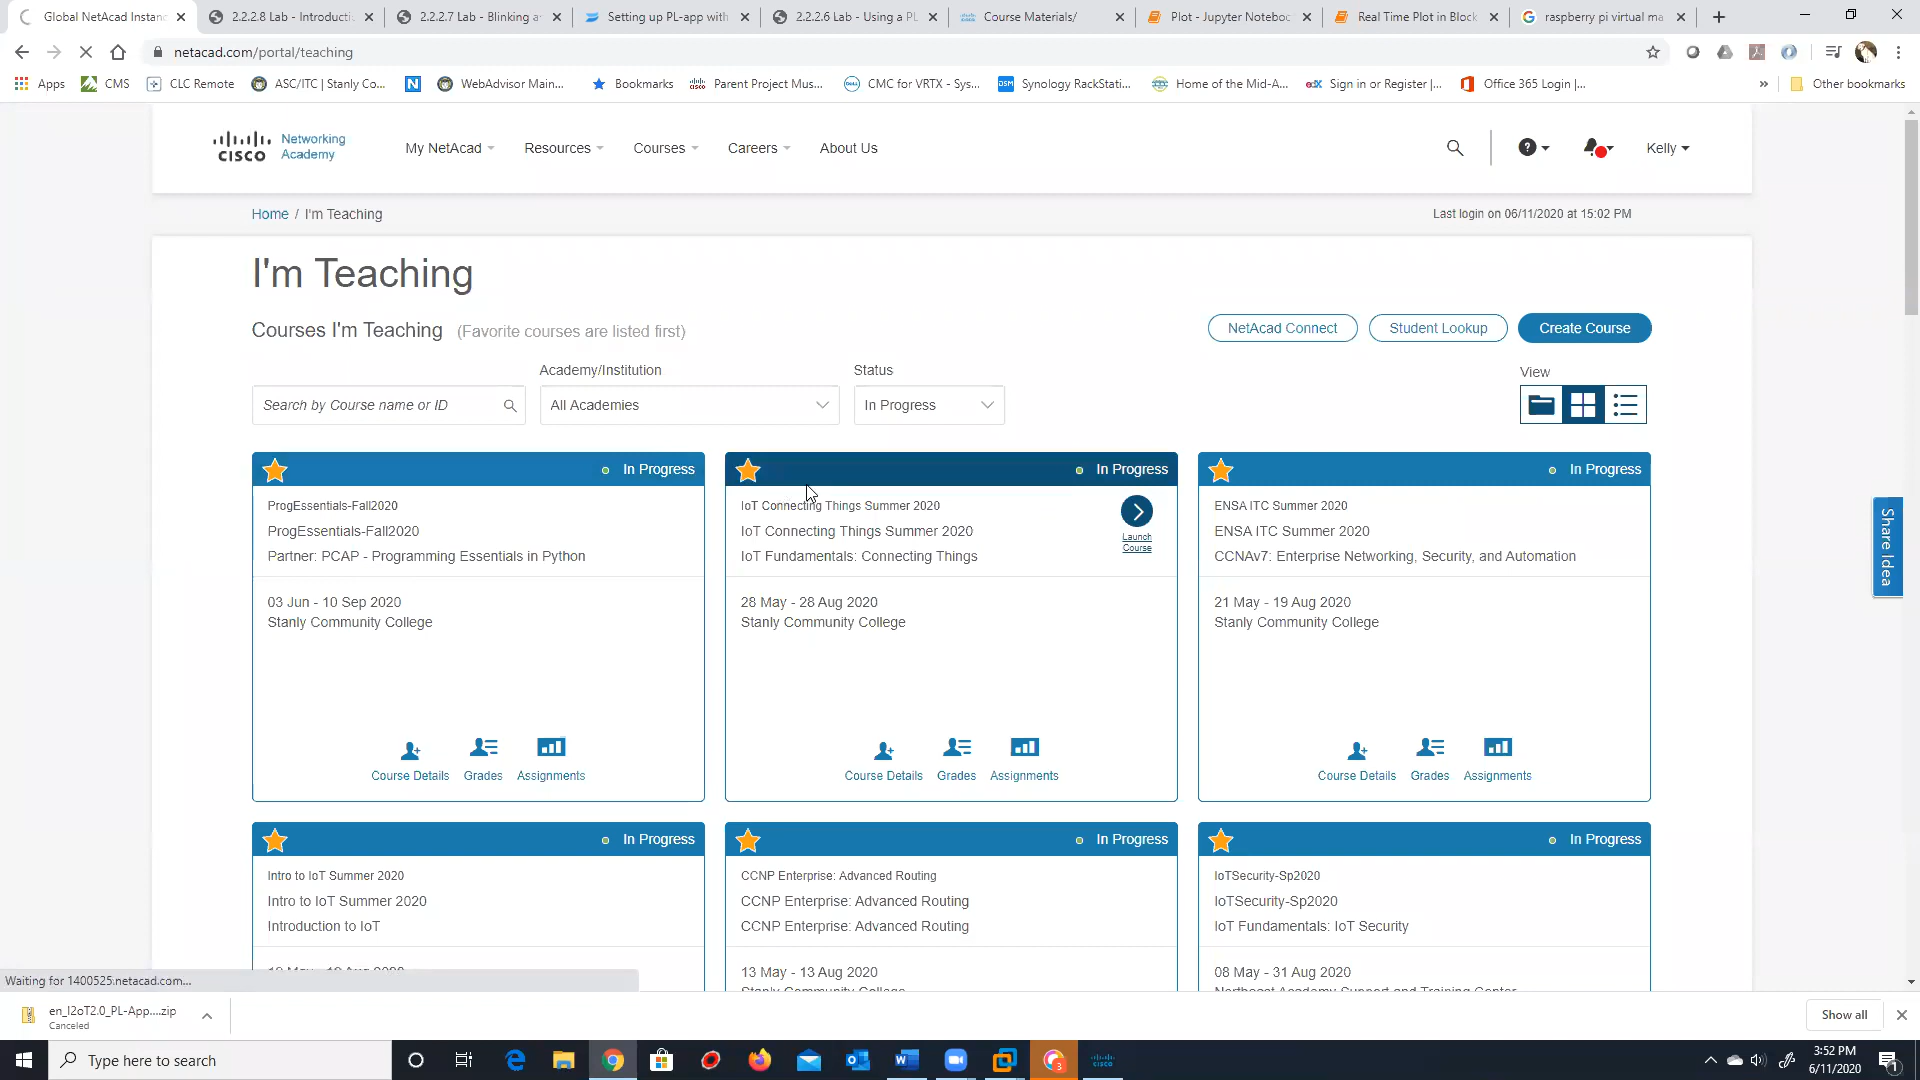 Global NetAcad Instanc
2.2.2.8 Lab - Introducti
2.2.2.7 Lab - Blinking a
Setting up PL-app with
2.2.2.6 Lab - Using a PL
Course Materials/
Plot - Jupyter Noteboo
Real Time Plot in Block
raspberry pi virtual ma
netacad.com/portal/teaching
Apps
CMS
CLC Remote
ASC/ITC | Stanly Co...
N
WebAdvisor Main...
Bookmarks
Parent Project Mus...
CMC for VRTX - Sys...
DSM
Synology RackStati...
Home of the Mid-A...
edX
Sign in or Register |...
Office 365 Login |...
»
Other bookmarks
CISCO
Networking
Academy
My NetAcad
Resources
Courses
Careers
About Us
?
Kelly
Home / I'm Teaching
Last login on 06/11/2020 at 15:02 PM
I'm Teaching
Courses I'm Teaching (Favorite courses are listed first)
NetAcad Connect
Student Lookup
Create Course
Academy/Institution
Status
View
Search by Course name or ID
All Academies
In Progress
In Progress
ProgEssentials-Fall2020
ProgEssentials-Fall2020
Partner: PCAP - Programming Essentials in Python
03 Jun - 10 Sep 2020
Stanly Community College
Course Details
Grades
Assignments
In Progress
IoT Connecting Things Summer 2020
IoT Connecting Things Summer 2020
IoT Fundamentals: Connecting Things
Launch
Course
28 May - 28 Aug 2020
Stanly Community College
Course Details
Grades
Assignments
In Progress
ENSA ITC Summer 2020
ENSA ITC Summer 2020
CCNAv7: Enterprise Networking, Security, and Automation
21 May - 19 Aug 2020
Stanly Community College
Course Details
Grades
Assignments
Share Idea
In Progress
Intro to IoT Summer 2020
Intro to IoT Summer 2020
Introduction to IoT
In Progress
CCNP Enterprise: Advanced Routing
CCNP Enterprise: Advanced Routing
CCNP Enterprise: Advanced Routing
13 May - 13 Aug 2020
Stanly Community College
In Progress
IoTSecurity-Sp2020
IoTSecurity-Sp2020
IoT Fundamentals: IoT Security
08 May - 31 Aug 2020
Northeast Academy Support and Training Center
Waiting for 1400525.netacad.com...
en_I2oT2.0_PL-App....zip
Canceled
Show all
Type here to search
3
3:52 PM
6/11/2020
1